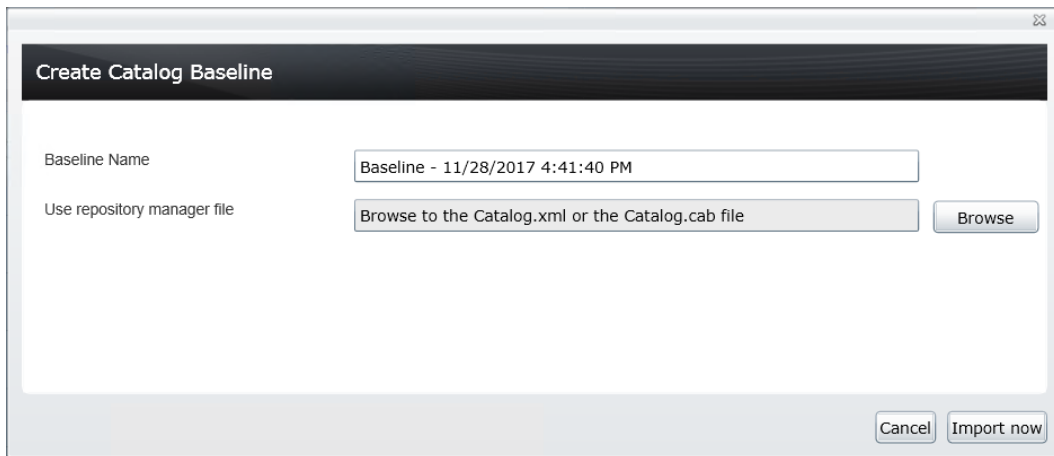 Create Catalog Baseline
Baseline Name
Baseline - 11/28/2017 4:41:40 PM
Use repository manager file
Browse to the Catalog.xml or the Catalog.cab file
Browse
Cancel
Import now